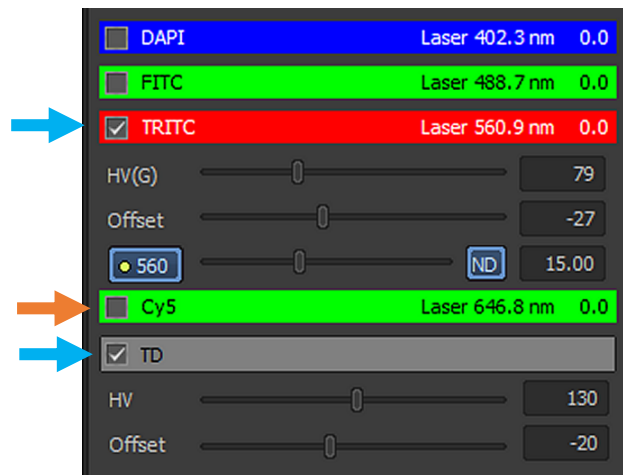 DAPI Laser 402.3 nm 0.0
FITC Laser 488.7 nm 0.0
TRITC Laser 560.9 nm 0.0
HV(G) 79
Offset -27
560 ND 15.00
Cy5 Laser 646.8 nm 0.0
TD
HV 130
Offset -20